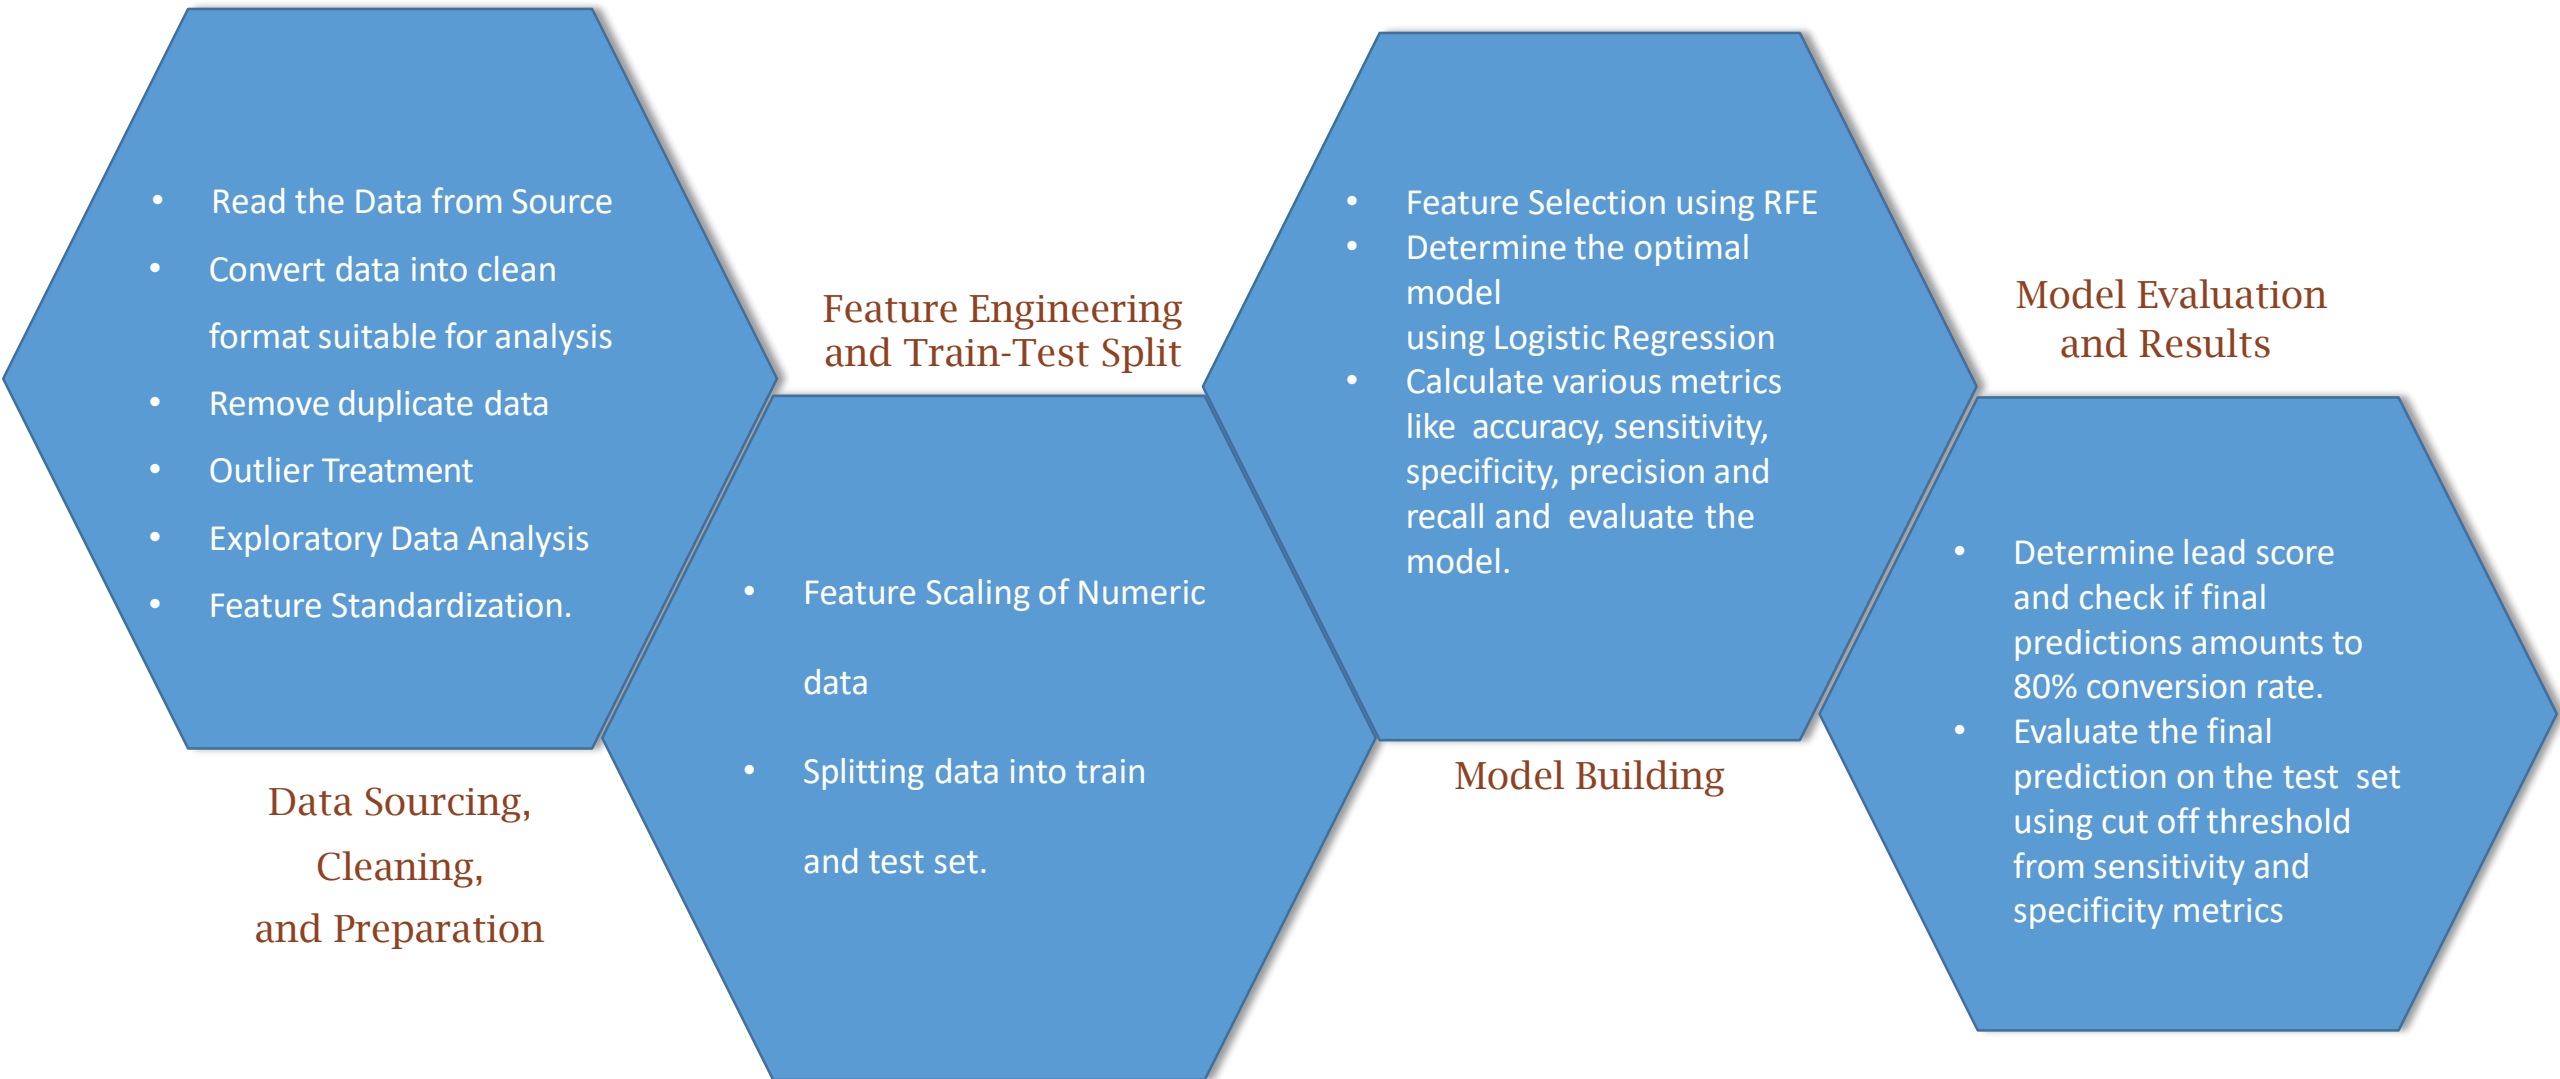 • Read the Data from Source
• Convert data into clean
format suitable for analysis
• Remove duplicate data
• Outlier Treatment
• Exploratory Data Analysis
• Feature Standardization.
Data Sourcing,
Cleaning,
and Preparation
Feature Engineering
and Train-Test Split
• Feature Scaling of Numeric
data
• Splitting data into train
and test set.
• Feature Selection using RFE
• Determine the optimal
model
using Logistic Regression
• Calculate various metrics
like accuracy, sensitivity,
specificity, precision and
recall and evaluate the
model.
Model Building
Model Evaluation
and Results
• Determine lead score
and check if final
predictions amounts to
80% conversion rate.
• Evaluate the final
prediction on the test set
using cut off threshold
from sensitivity and
specificity metrics